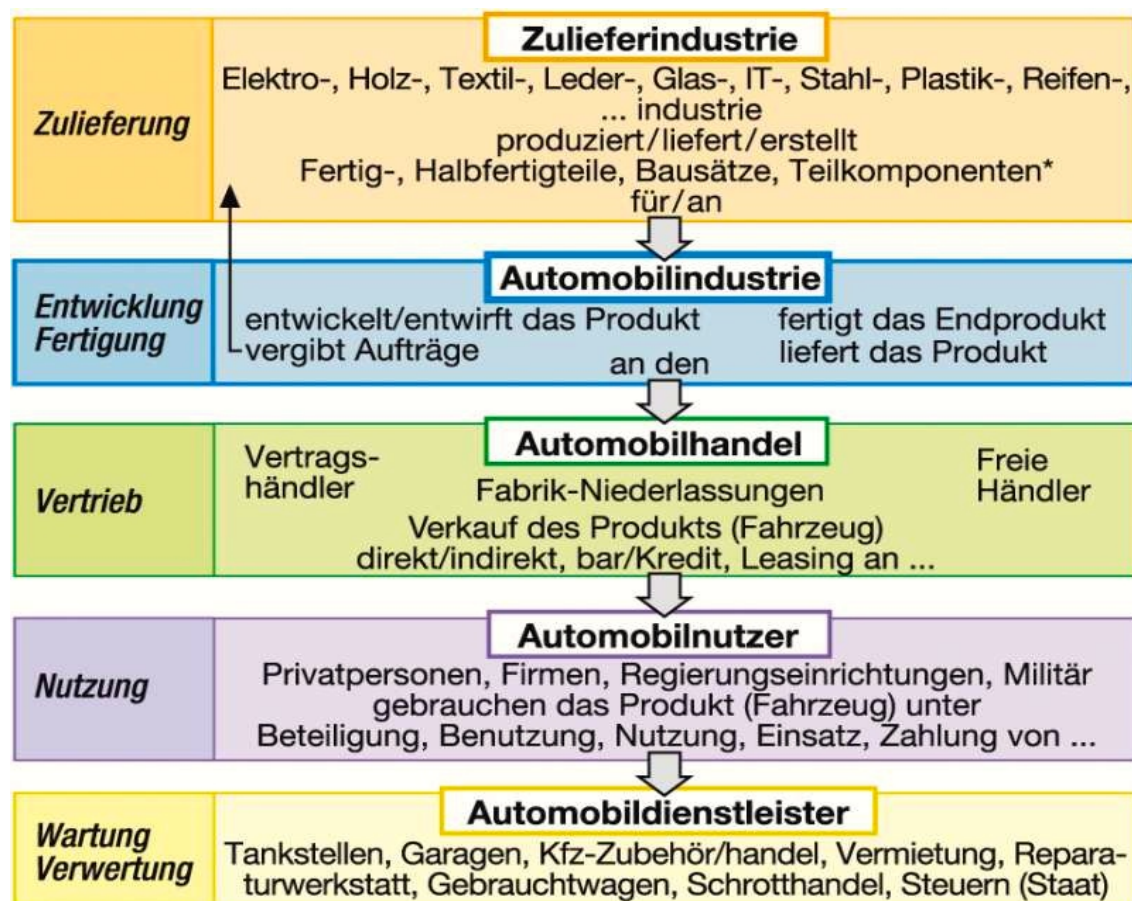 Zulieferindustrie
Zulieferung
Elektro-, Holz-, Textil-, Leder-, Glas-, IT-, Stahl-, Plastik-, Reifen-,
... industrie
produziert/liefert/erstellt
Fertig-, Halbfertigteile, Bausätze, Teilkomponenten*
für/an
Automobilindustrie
Entwicklung
Fertigung
entwickelt/entwirft das Produkt
vergibt Aufträge
fertigt das Endprodukt
liefert das Produkt
an den
Automobilhandel
Vertrieb
Vertrags-
händler
Fabrik-Niederlassungen
Freie
Händler
Verkauf des Produkts (Fahrzeug)
direkt/indirekt, bar/Kredit, Leasing an ...
Automobilnutzer
Nutzung
Privatpersonen, Firmen, Regierungseinrichtungen, Militär
gebrauchen das Produkt (Fahrzeug) unter
Beteiligung, Benutzung, Nutzung, Einsatz, Zahlung von ...
Automobildienstleister
Wartung
Verwertung
Tankstellen, Garagen, Kfz-Zubehör/handel, Vermietung, Repara-
turwerkstatt, Gebrauchtwagen, Schrotthandel, Steuern (Staat)